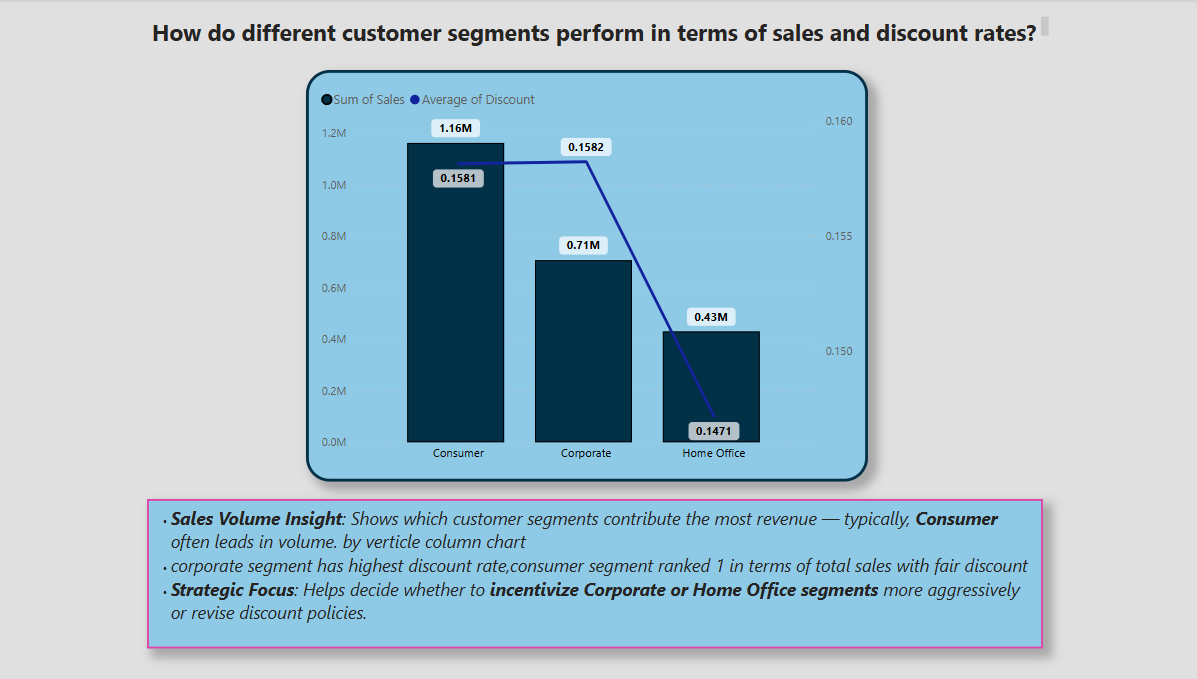 How do different customer segments perform in terms of sales and discount rates?
Sum of Sales Average of Discount
1.2M
1.0M
0.8M
0.6M
0.4M
0.2M
0.0M
1.16M
0.1581
0.1582
0.71M
0.43M
0.1471
0.160
0.155
0.150
Consumer Corporate Home Office
· Sales Volume Insight: Shows which customer segments contribute the most revenue — typically, Consumer
often leads in volume. by verticle column chart
· corporate segment has highest discount rate,consumer segment ranked 1 in terms of total sales with fair discount
· Strategic Focus: Helps decide whether to incentivize Corporate or Home Office segments more aggressively
or revise discount policies.